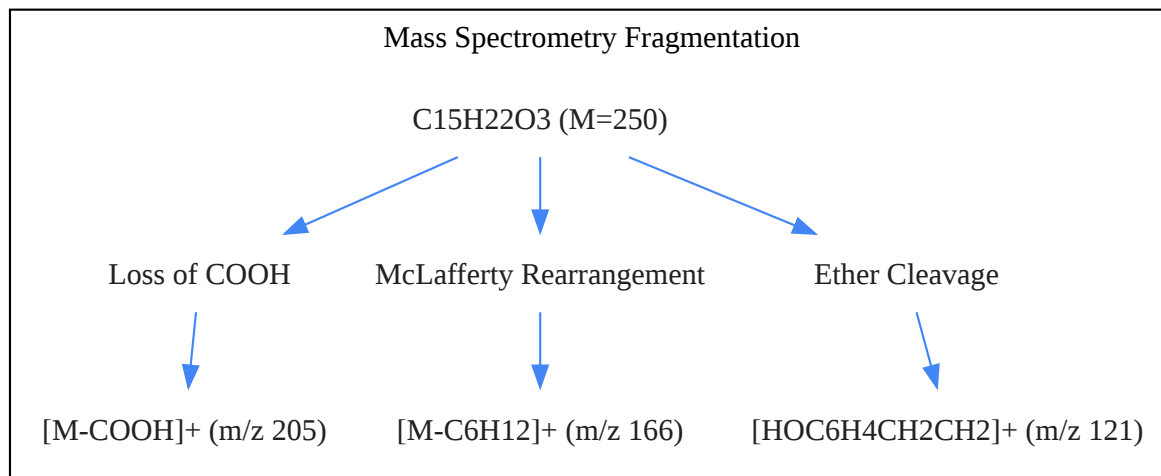 Mass Spectrometry Fragmentation
C15H22O3 (M=250)
Loss of COOH
McLafferty Rearrangement
Ether Cleavage
[M-COOH]+ (m/z 205)
[M-C6H12]+ (m/z 166)
[HOC6H4CH2CH2]+ (m/z 121)